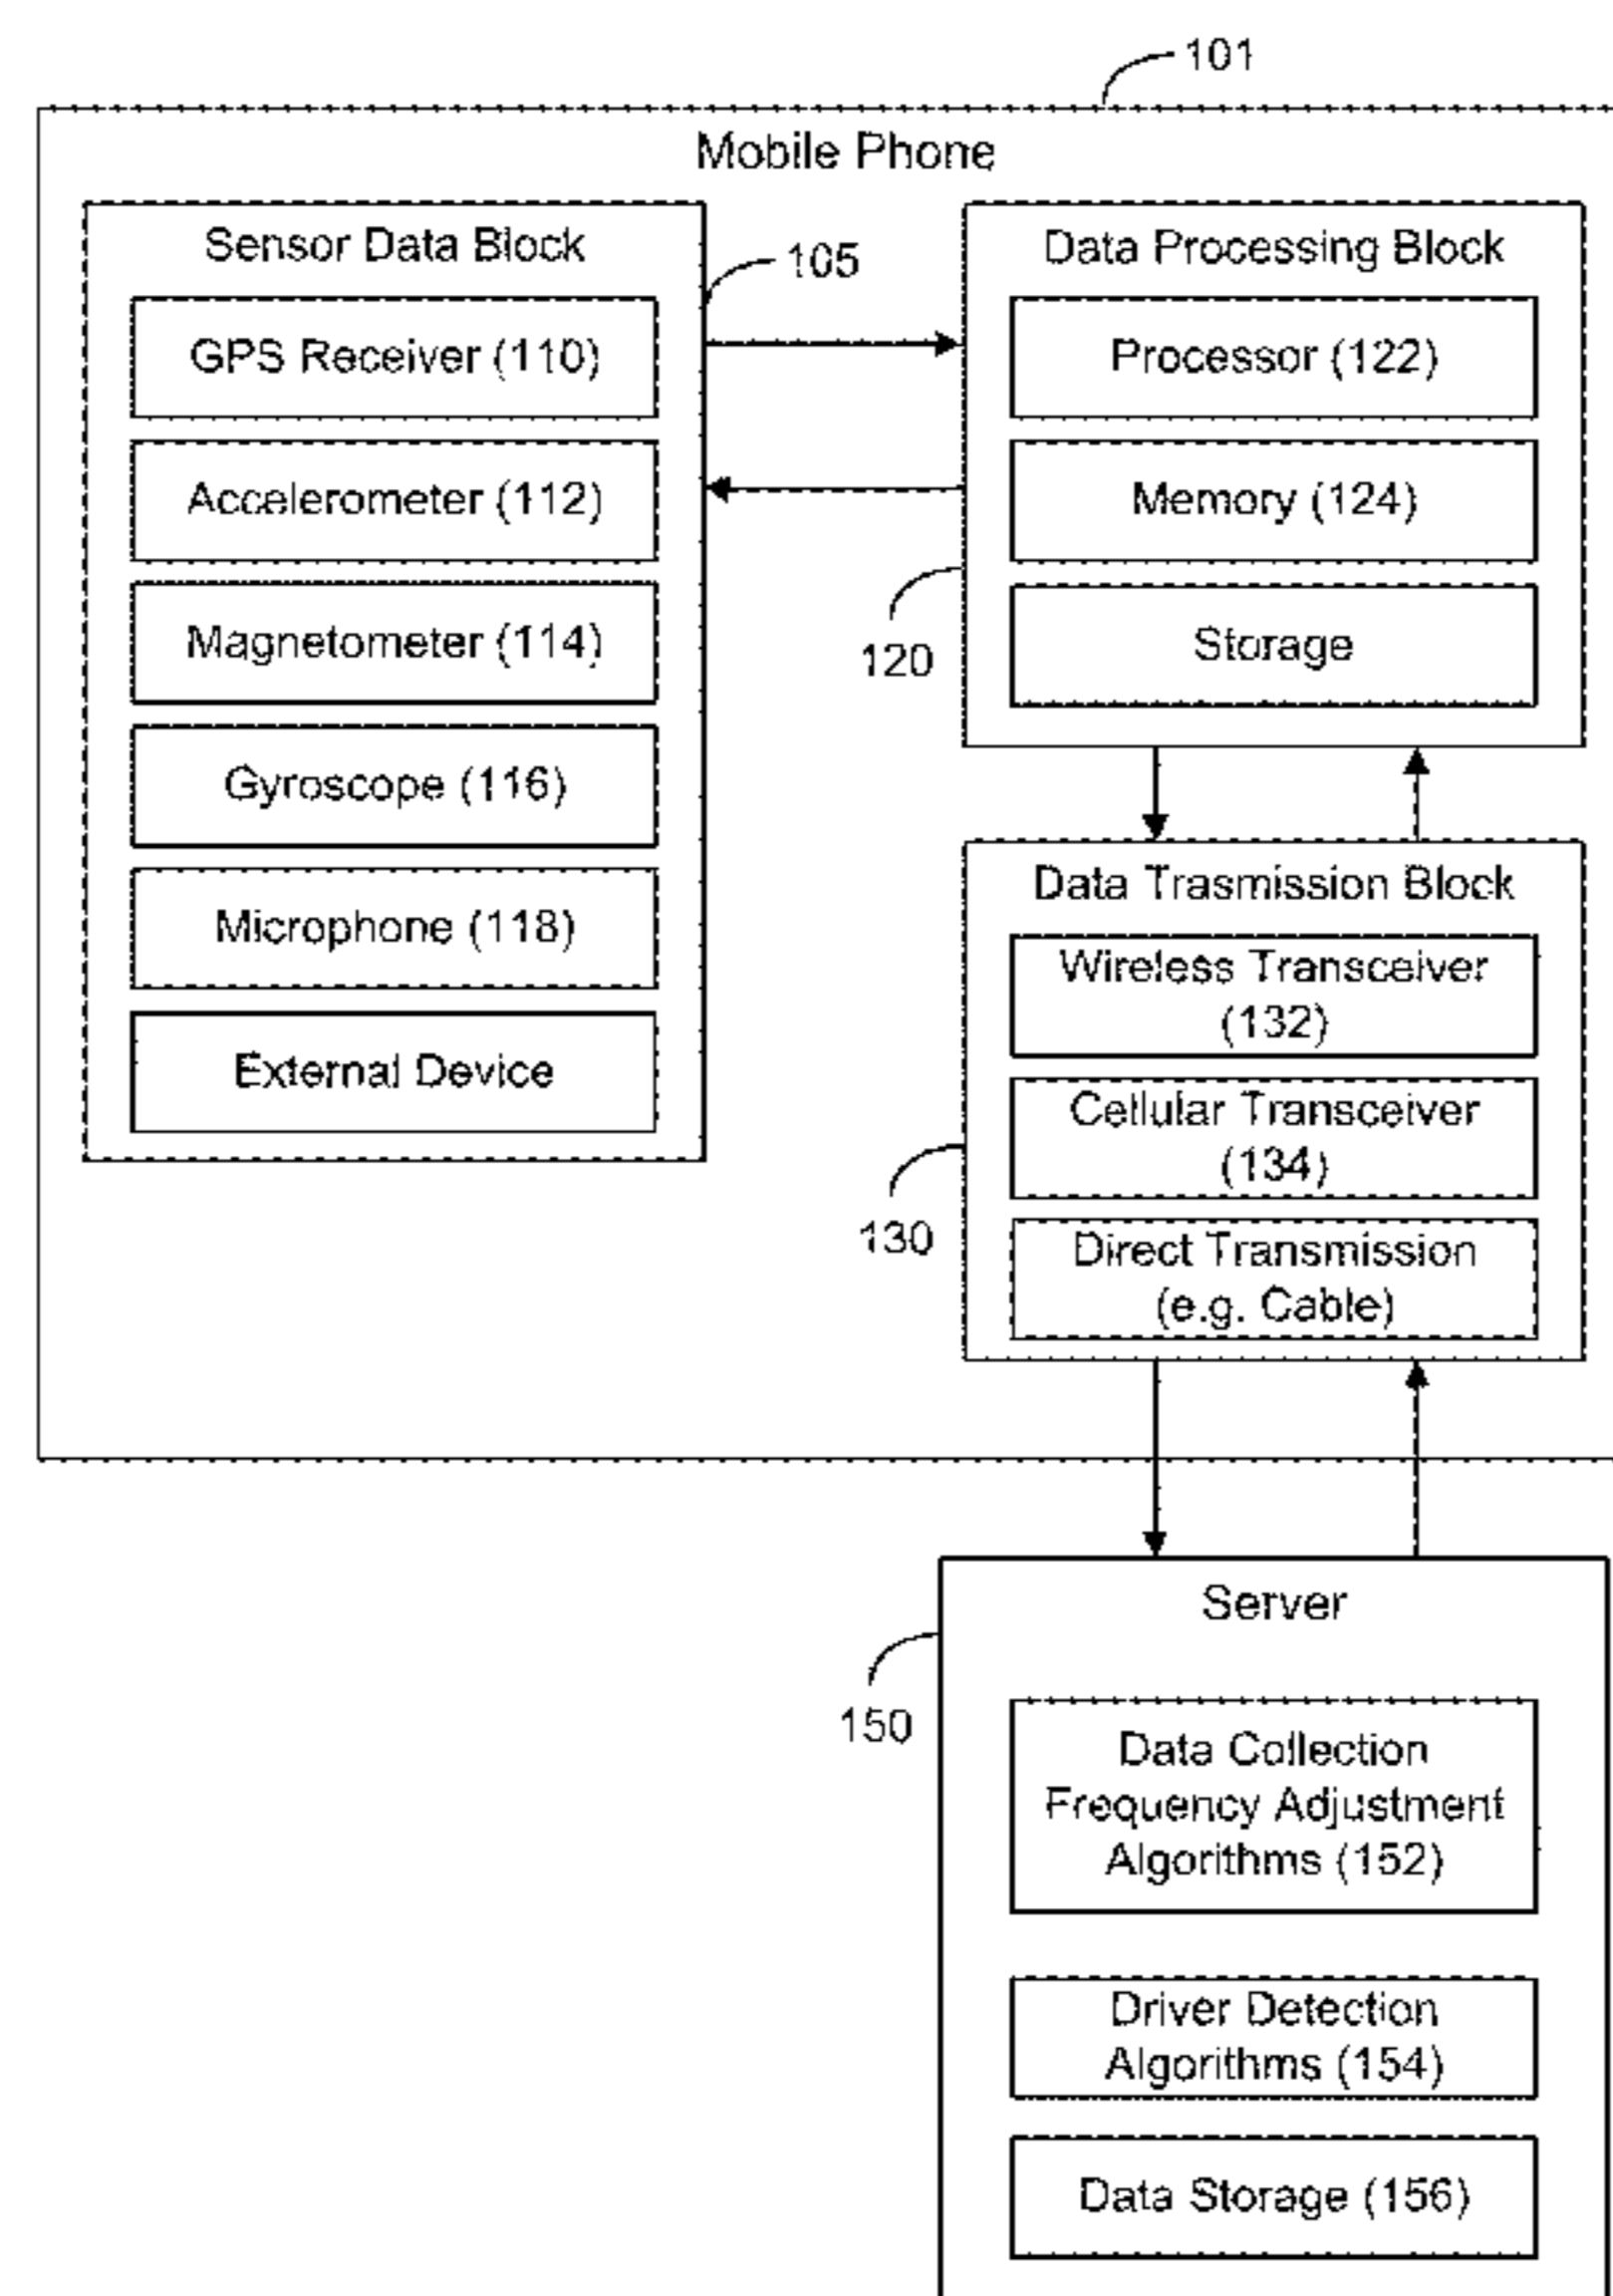 101
Mobile Phone
Sensor Data Block
105
GPS Receiver (110)
Accelerometer (112)
Magnetometer (114)
Gyroscope (116)
Microphone (118)
External Device
Data Processing Block
Processor (122)
Memory (124)
Storage
120
Data Trasmission Block
Wireless Transceiver
(132)
Cellular Transceiver
(134)
Direct Transmission
(e.g. Cable)
130
Server
150
Data Collection
Frequency Adjustment
Algorithms (152)
Driver Detection
Algorithms (154)
Data Storage (156)